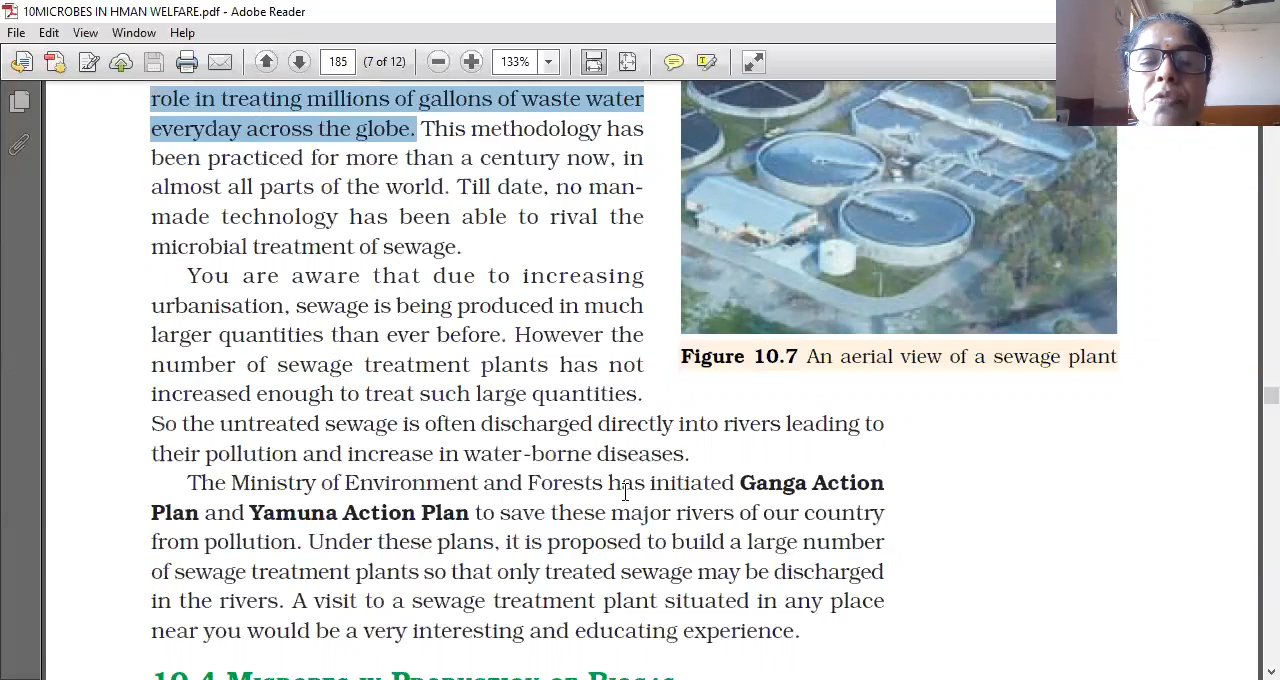 10MICROBES IN HMAN WELFARE.pdf - Adobe Reader
File Edit View Window Help
185 (7 of 12) 133%
role in treating millions of gallons of waste water
everyday across the globe. This methodology has
been practiced for more than a century now, in
almost all parts of the world. Till date, no man-
made technology has been able to rival the
microbial treatment of sewage.
You are aware that due to increasing
urbanisation, sewage is being produced in much
larger quantities than ever before. However the
number of sewage treatment plants has not
increased enough to treat such large quantities.
Figure 10.7 An aerial view of a sewage plant
So the untreated sewage is often discharged directly into rivers leading to
their pollution and increase in water-borne diseases.
The Ministry of Environment and Forests has initiated Ganga Action
Plan and Yamuna Action Plan to save these major rivers of our country
from pollution. Under these plans, it is proposed to build a large number
of sewage treatment plants so that only treated sewage may be discharged
in the rivers. A visit to a sewage treatment plant situated in any place
near you would be a very interesting and educating experience.
10.4 MICROBES IN PRODUCTION OF BIOGAS